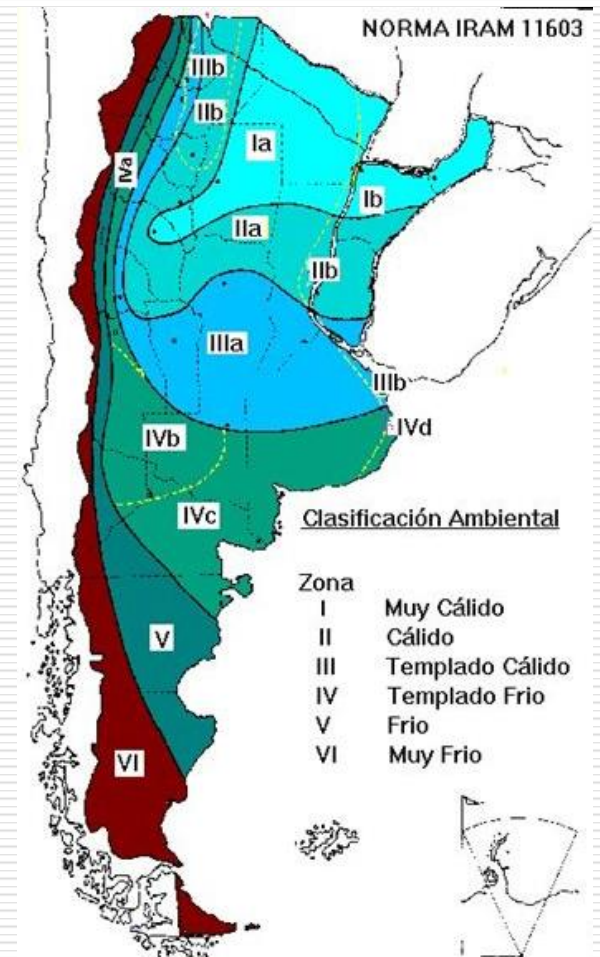 NORMA IRAM 11603
IIIb
IIb
Ia
IVa
Ib
IIa
IIb
IIIa
IIIb
IVd
IVb
IVc
Clasificación Ambiental
Zona
I Muy Cálido
II Cálido
III Templado Cálido
IV Templado Frio
V Frio
VI Muy Frio
V
VI